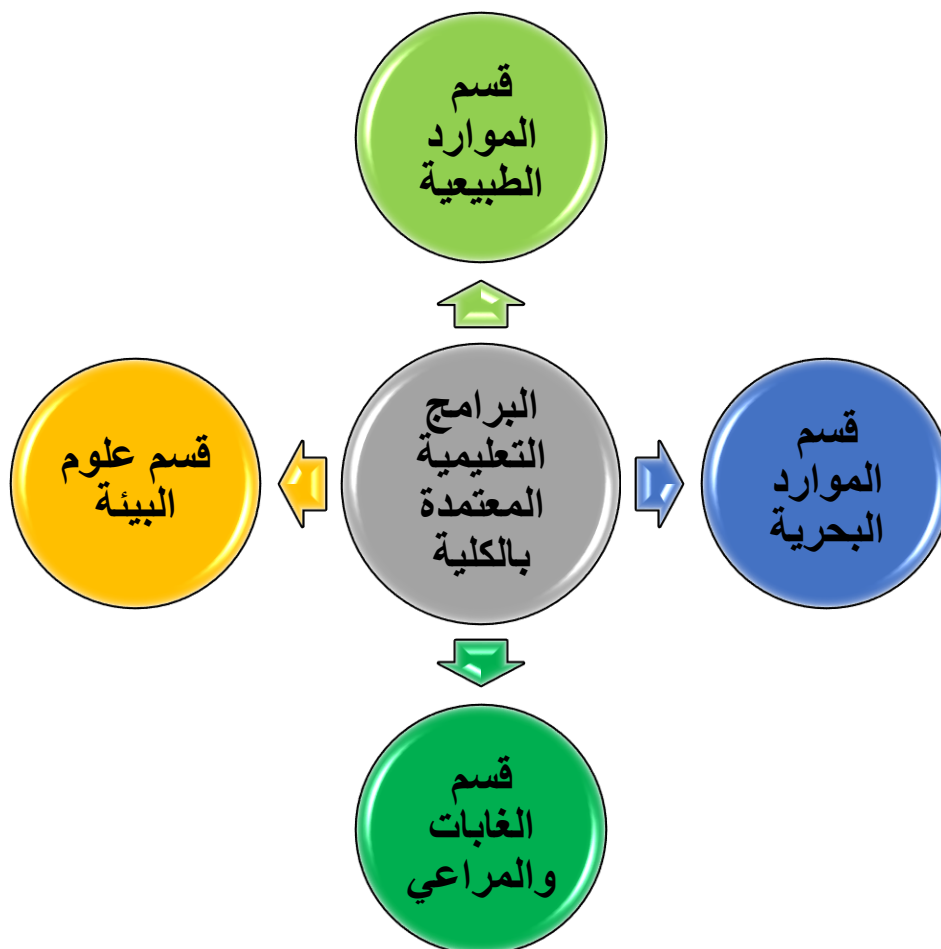 قسم
الموارد
الطبيعية
البرامج
التعليمية
المعتمدة
بالكلية
قسم
الموارد
البحرية
قسم علوم
البيئة
قسم
الغابات
والمراعي